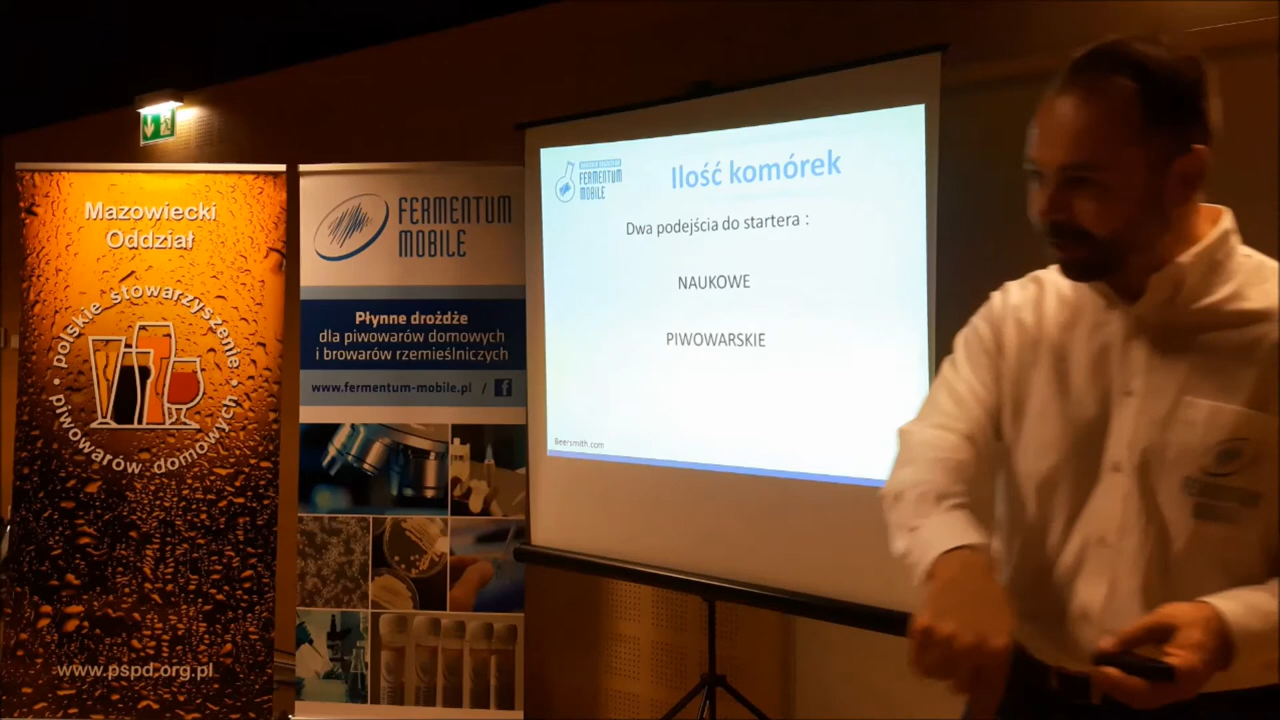 Mazowiecki
Oddział
polskie stowarzyszenie
piwowarów domowych
www.pspd.org.pl
FERMENTUM
MOBILE
Płynne drożdże
dla piwowarów domowych
i browarów rzemieślniczych
www.fermentum-mobile.pl / f
FERMENTUM
MOBILE
Ilość komórek
Dwa podejścia do startera :
NAUKOWE
PIWOWARSKIE
Beersmith.com